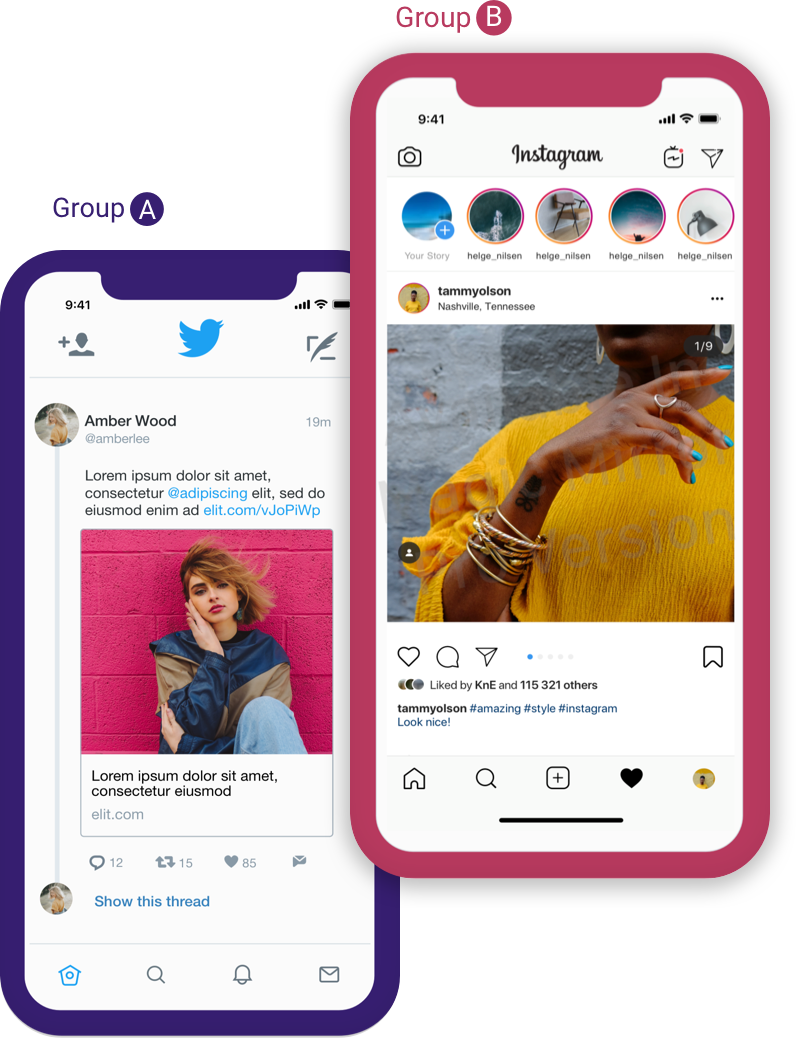 Group B
9:41
Instagram
Your Story
helge_nilsen
helge_nilsen
helge_nilsen
helge_nilsen
tammyolson
Nashville, Tennessee
1/9
Version
Liked by KnE and 115 321 others
tammyolson #amazing #style #instagram
Look nice!
Group A
9:41
Amber Wood
19m
@amberlee
Lorem ipsum dolor sit amet,
consectetur @adipiscing elit, sed do
eiusmod enim ad elit.com/vJoPiWp
Lorem ipsum dolor sit amet,
consectetur eiusmod
elit.com
12
15
85
Show this thread